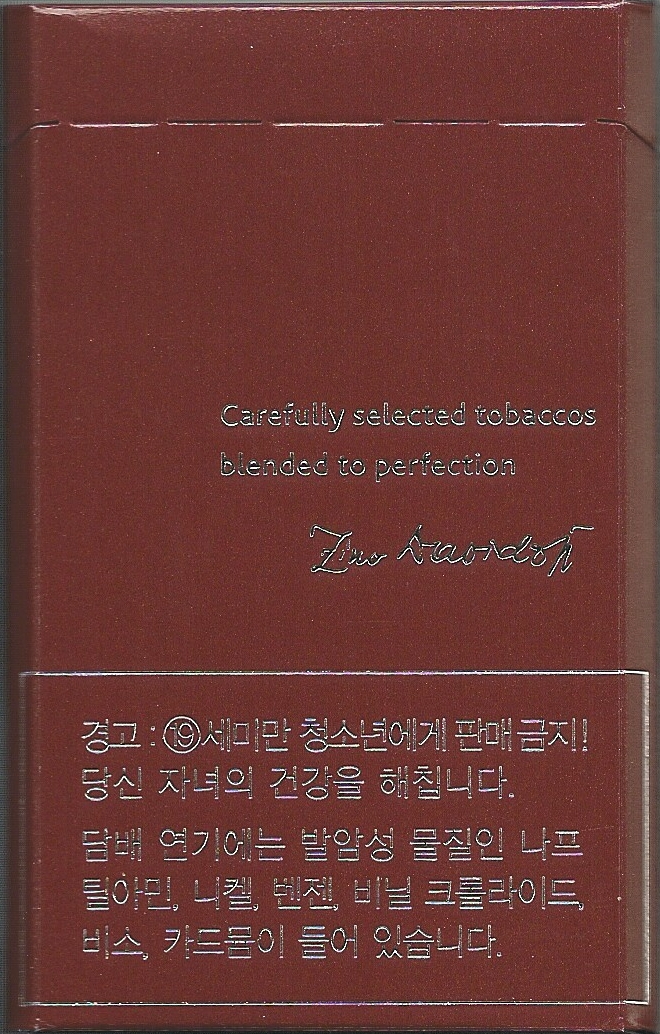 Carefully selected tobaccos
blended to perfection
Zino Davidoff
경고 : ⑲세미만 청소년에게 판매 금지!
당신 자녀의 건강을 해칩니다.
담배 연기에는 발암성 물질인 나프
틸아민, 니켈, 벤젠, 비닐 크롤라이드,
비소, 카드뮴이 들어 있습니다.